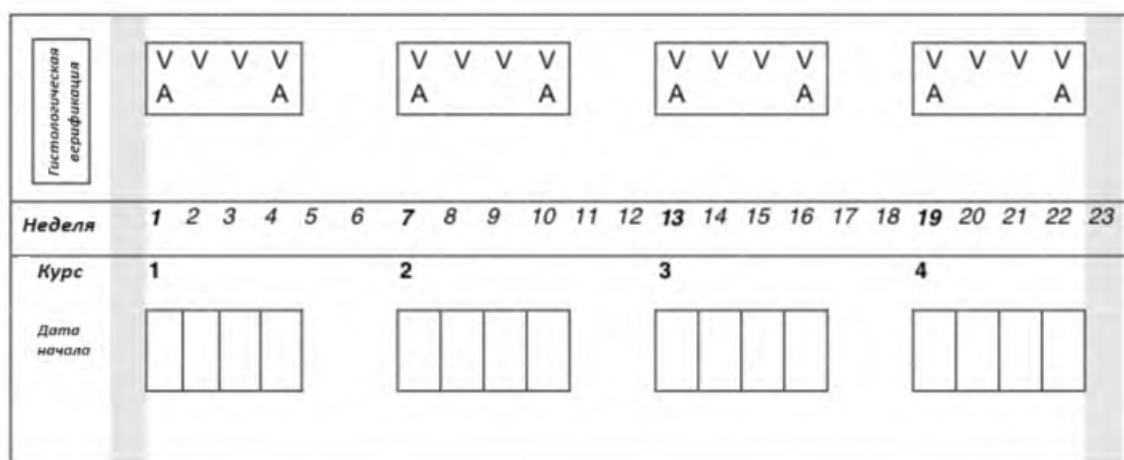 Гистологическая
верификация
V V V V V V V V V V V V V V V V
A A A A A A A A
Неделя 1 2 3 4 5 6 7 8 9 10 11 12 13 14 15 16 17 18 19 20 21 22 23
Курс 1 2 3 4
Дата
начала